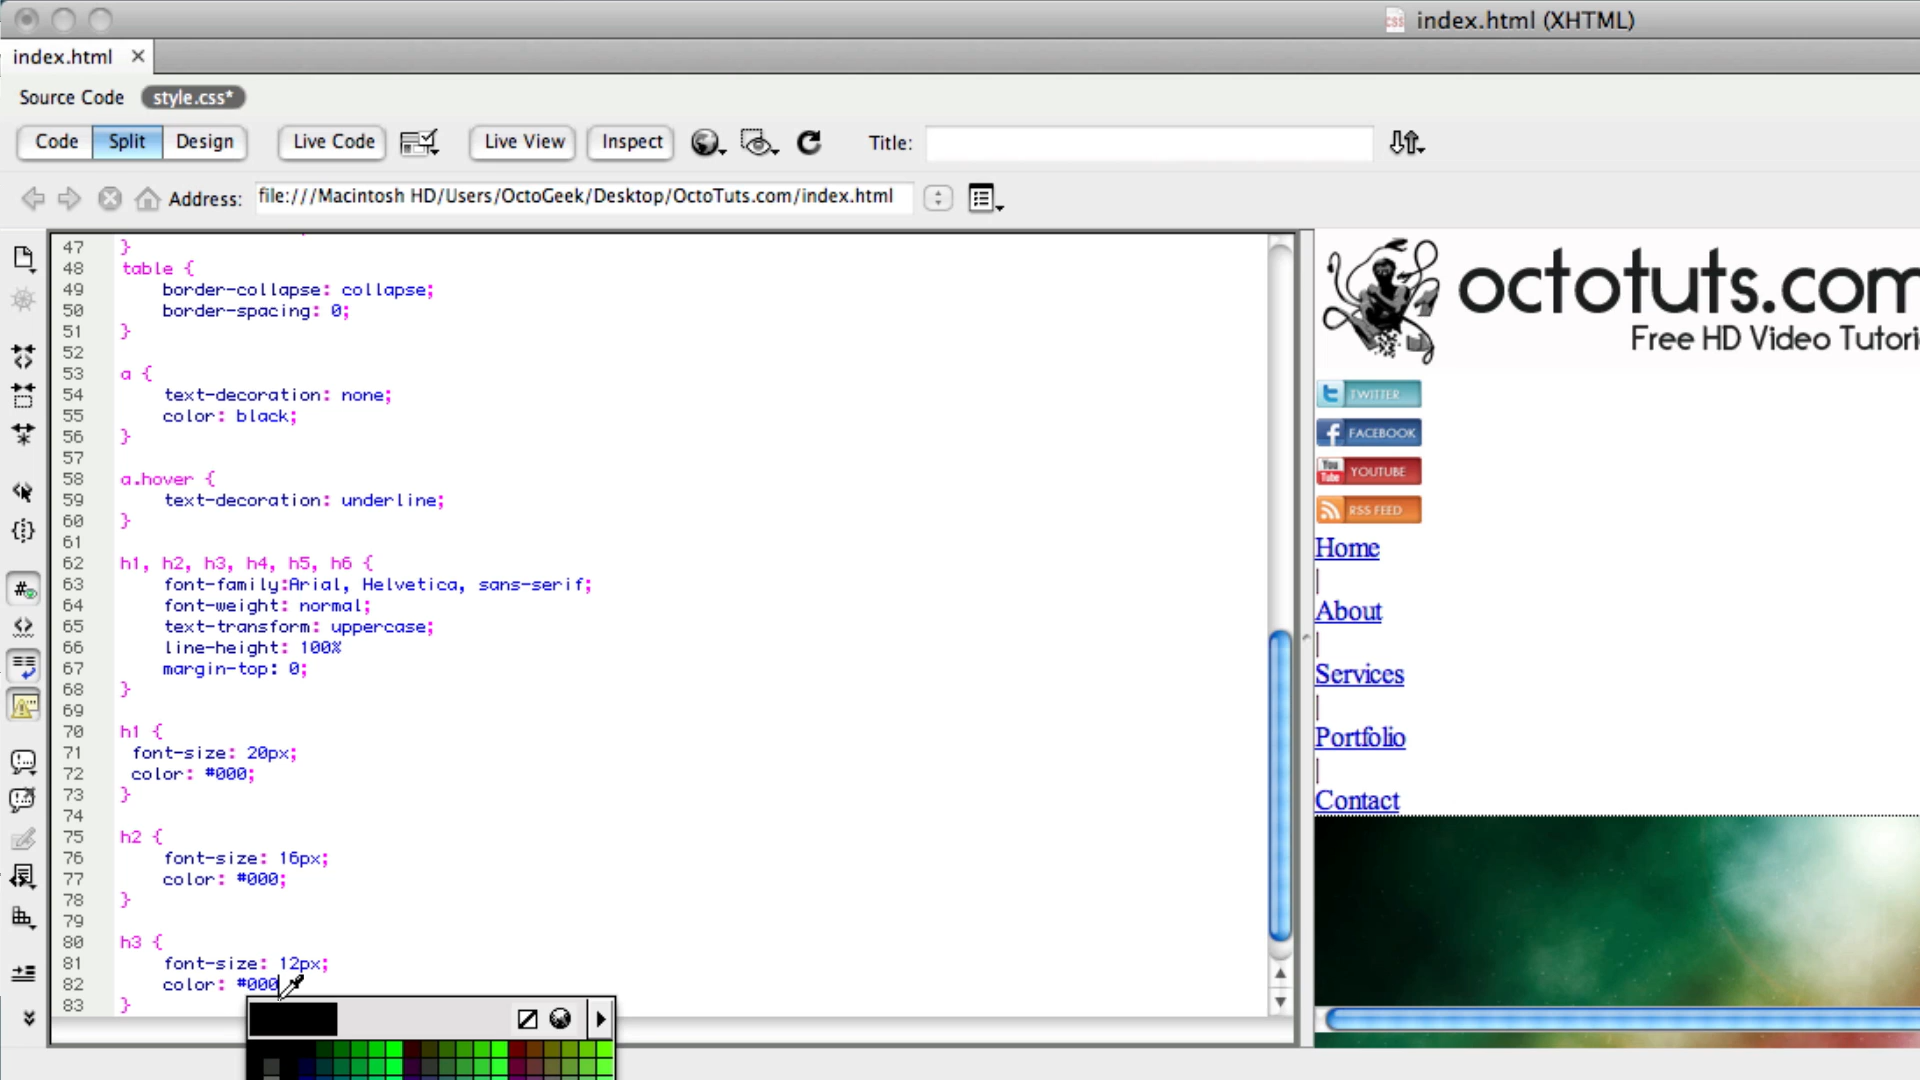 index.html (XHTML)
index.html
Source Code style.css*
Code Split Design Live Code Live View Inspect Title:
Address: file:///Macintosh HD/Users/OctoGeek/Desktop/OctoTuts.com/index.html
47 }
48 table {
49 border-collapse: collapse;
50 border-spacing: 0;
51 }
52
53 a {
54 text-decoration: none;
55 color: black;
56 }
57
58 a.hover {
59 text-decoration: underline;
60 }
61
62 h1, h2, h3, h4, h5, h6 {
63 font-family:Arial, Helvetica, sans-serif;
64 font-weight: normal;
65 text-transform: uppercase;
66 line-height: 100%
67 margin-top: 0;
68 }
69
70 h1 {
71 font-size: 20px;
72 color: #000;
73 }
74
75 h2 {
76 font-size: 16px;
77 color: #000;
78 }
79
80 h3 {
81 font-size: 12px;
82 color: #000
83 }
octotuts.com
Free HD Video Tutori
TWITTER
FACEBOOK
You Tube YOUTUBE
RSS FEED
Home
|
About
|
Services
|
Portfolio
|
Contact